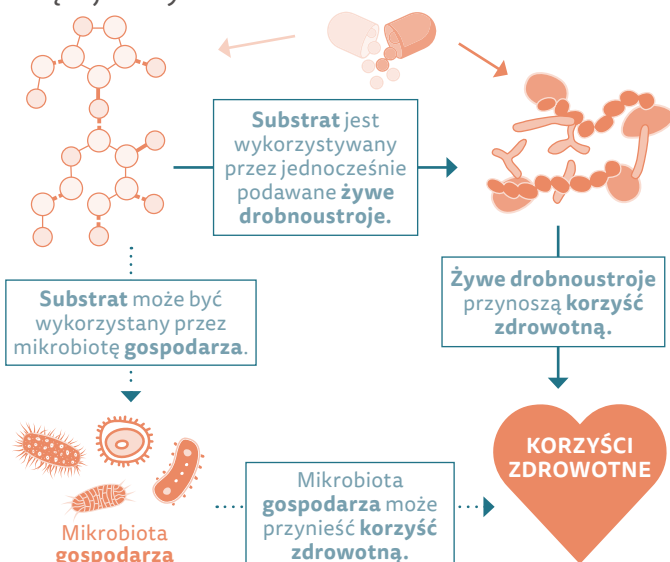 Substrat jest
wykorzystywany
przez jednocześnie
podawane żywe
drobnoustroje.
Substrat może być
wykorzystany przez
mikrobiotę gospodarza.
Żywe drobnoustroje
przynoszą korzyść
zdrowotną.
KORZYŚCI
ZDROWOTNE
Mikrobiota
gospodarza może
przynieść korzyść
zdrowotną.
Mikrobiota
gospodarza